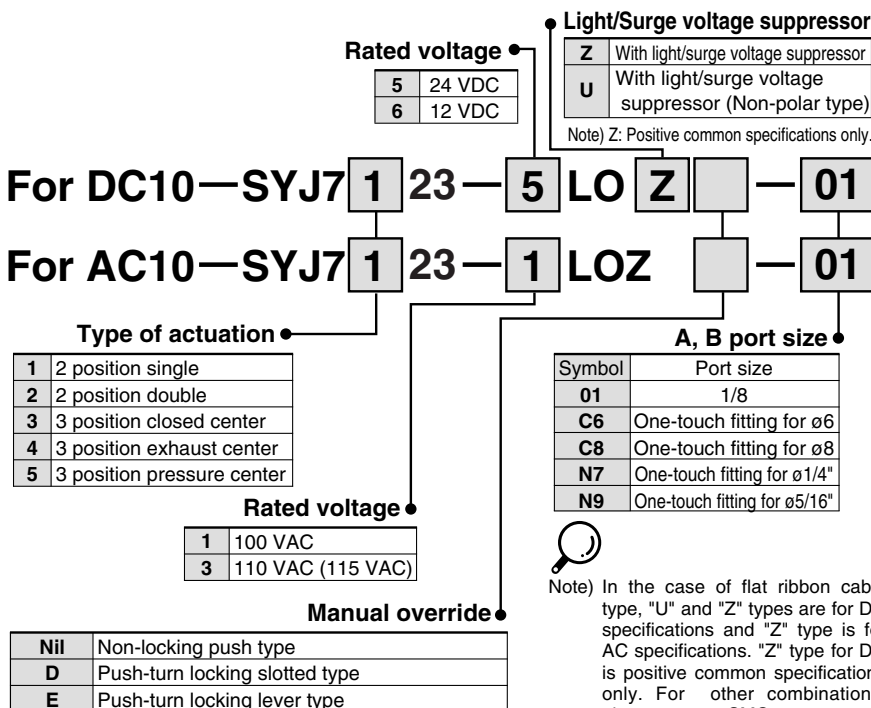 Light/Surge voltage suppressor
Z With light/surge voltage suppressor
U With light/surge voltage suppressor (Non-polar type)
Note) Z: Positive common specifications only.
Rated voltage
5 24 VDC
6 12 VDC
For DC10—SYJ7 1 23— 5 LO Z — 01
For AC10—SYJ7 1 23— 1 LOZ — 01
Type of actuation
1 2 position single
2 2 position double
3 3 position closed center
4 3 position exhaust center
5 3 position pressure center
A, B port size
Symbol Port size
01 1/8
C6 One-touch fitting for ø6
C8 One-touch fitting for ø8
N7 One-touch fitting for ø1/4"
N9 One-touch fitting for ø5/16"
Rated voltage
1 100 VAC
3 110 VAC (115 VAC)
Manual override
Nil Non-locking push type
D Push-turn locking slotted type
E Push-turn locking lever type
Note) In the case of flat ribbon cab
type, "U" and "Z" types are for D
specifications and "Z" type is f
AC specifications. "Z" type for D
is positive common specification
only. For other combination